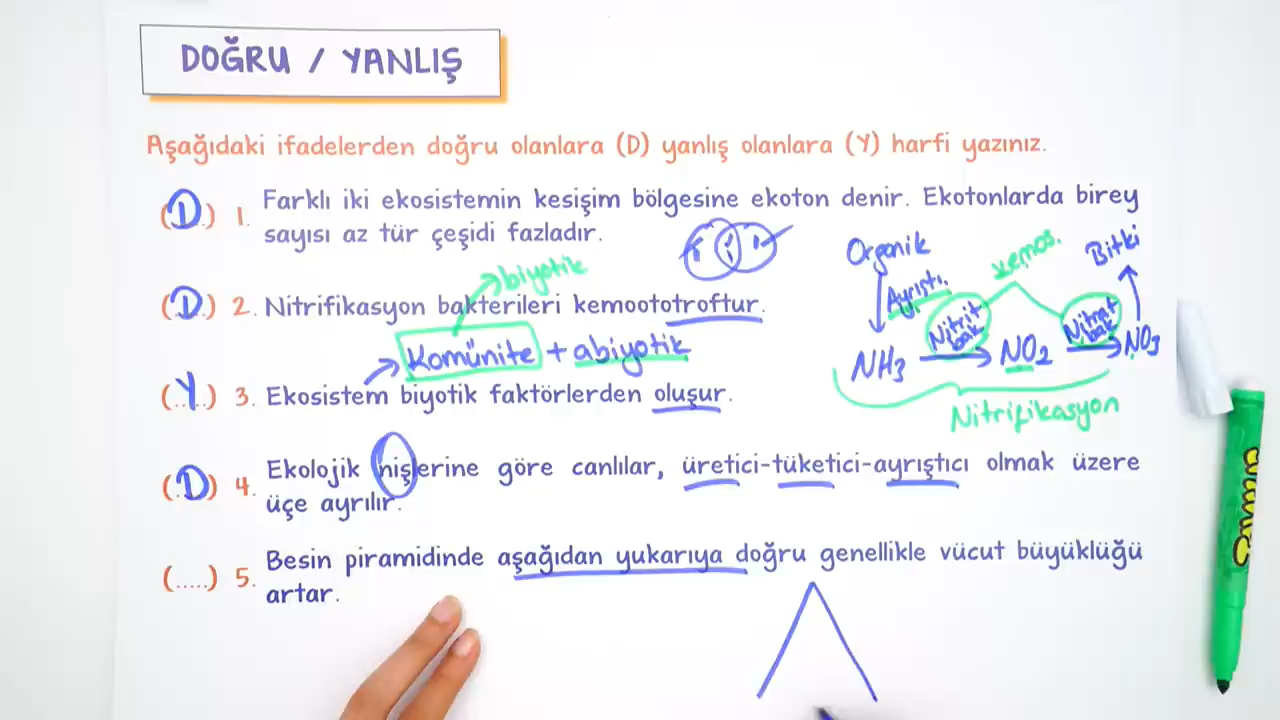 DOĞRU / YANLIŞ
Aşağıdaki ifadelerden doğru olanlara (D) yanlış olanlara (Y) harfi yazınız.
(.D.) 1. Farklı iki ekosistemin kesişim bölgesine ekoton denir. Ekotonlarda birey
sayısı az tür çeşidi fazladır.
biyotik
(.D.) 2. Nitrifikasyon bakterileri kemoototroftur.
Komünite + abiyotik
(.Y.) 3. Ekosistem biyotik faktörlerden oluşur.
Organik
Ayrıştı.
kemos.
Bitki
Nitrit
bak.
Nitrat
bak.
NH3 NO2 NO3
Nitrifikasyon
(.D.) 4. Ekolojik nişlerine göre canlılar, üretici-tüketici-ayrıştıcı olmak üzere
üçe ayrılır.
(.....) 5. Besin piramidinde aşağıdan yukarıya doğru genellikle vücut büyüklüğü
artar.